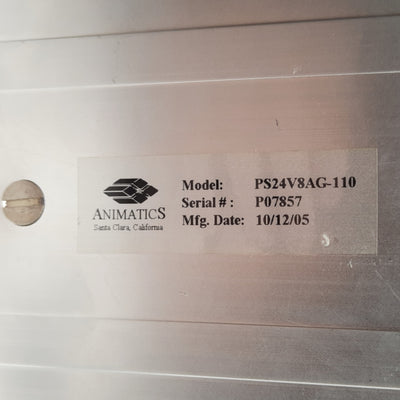 ANIMATICS
Santa Clara, California
Model: PS24V8AG-110
Serial # : P07857
Mfg. Date: 10/12/05